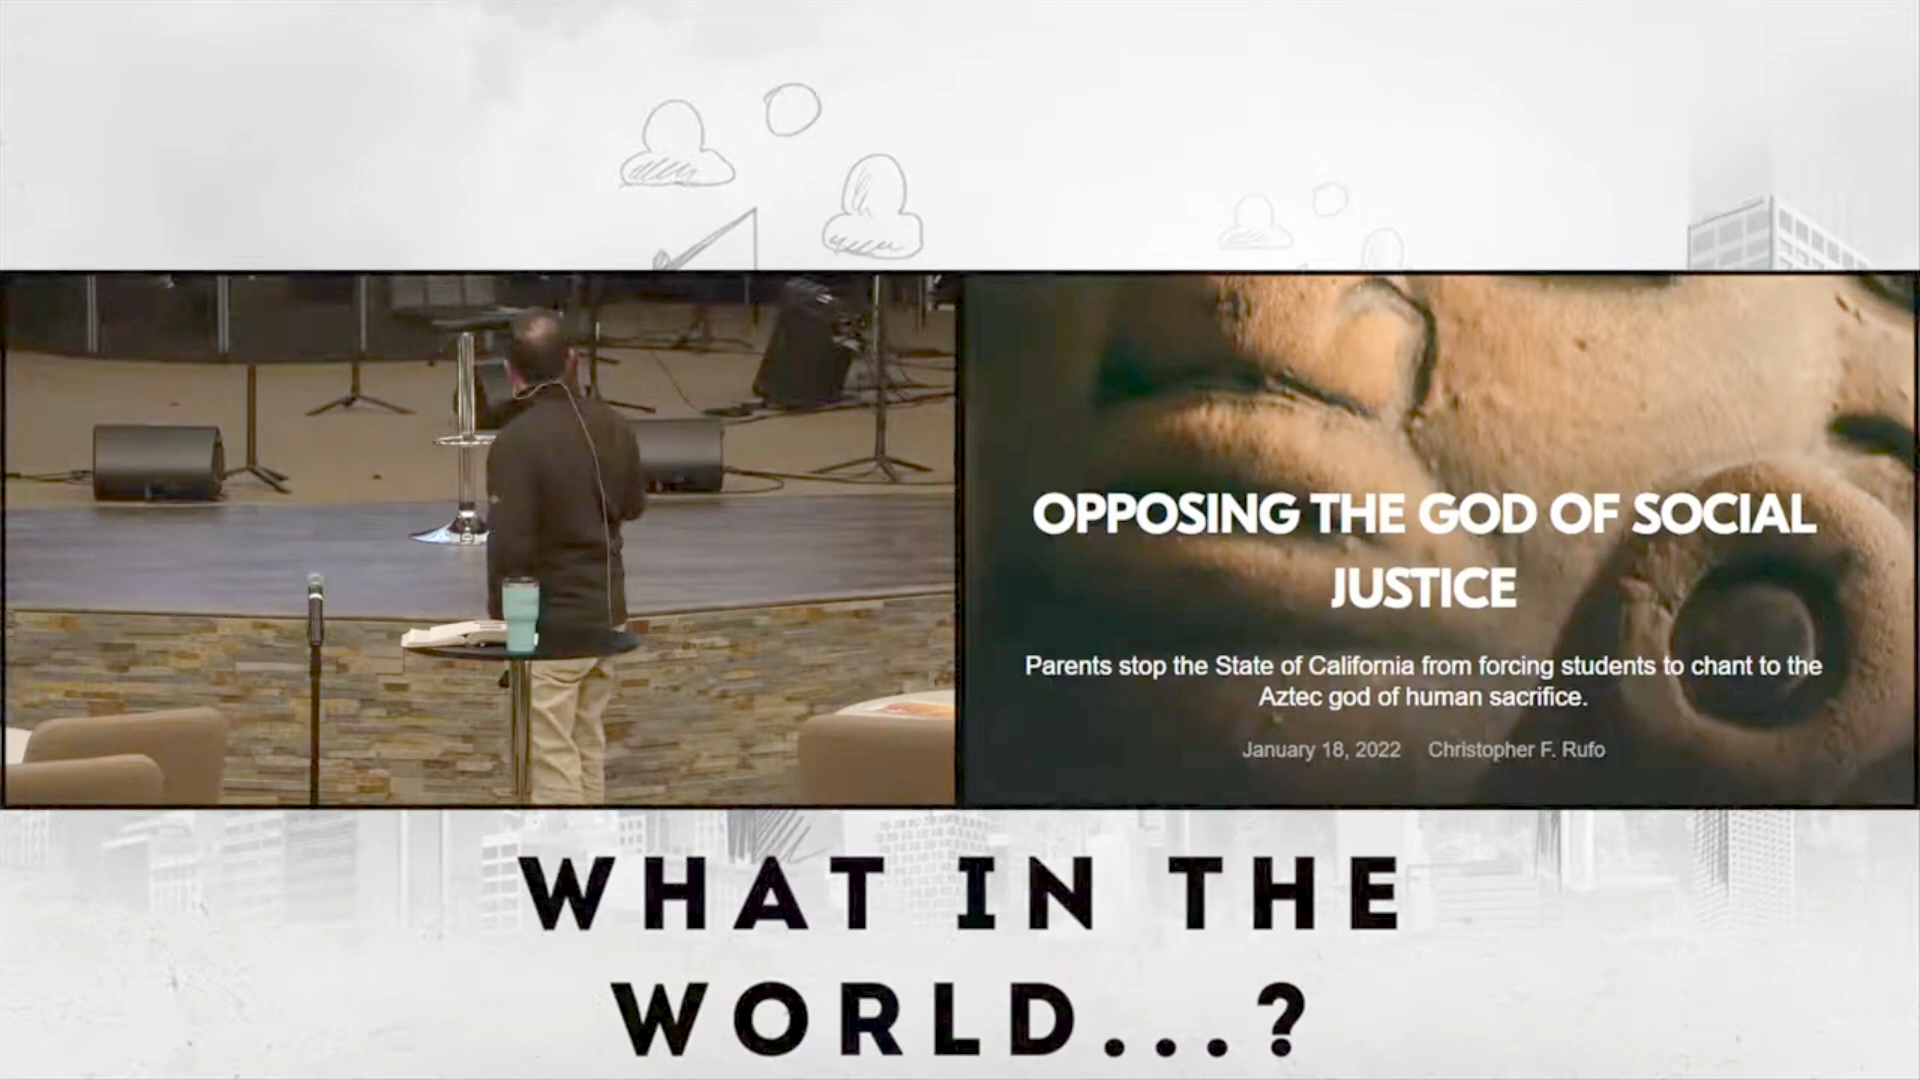 OPPOSING THE GOD OF SOCIAL
JUSTICE
Parents stop the State of California from forcing students to chant to the
Aztec god of human sacrifice.
January 18, 2022 Christopher F. Rufo
WHAT IN THE
WORLD...?